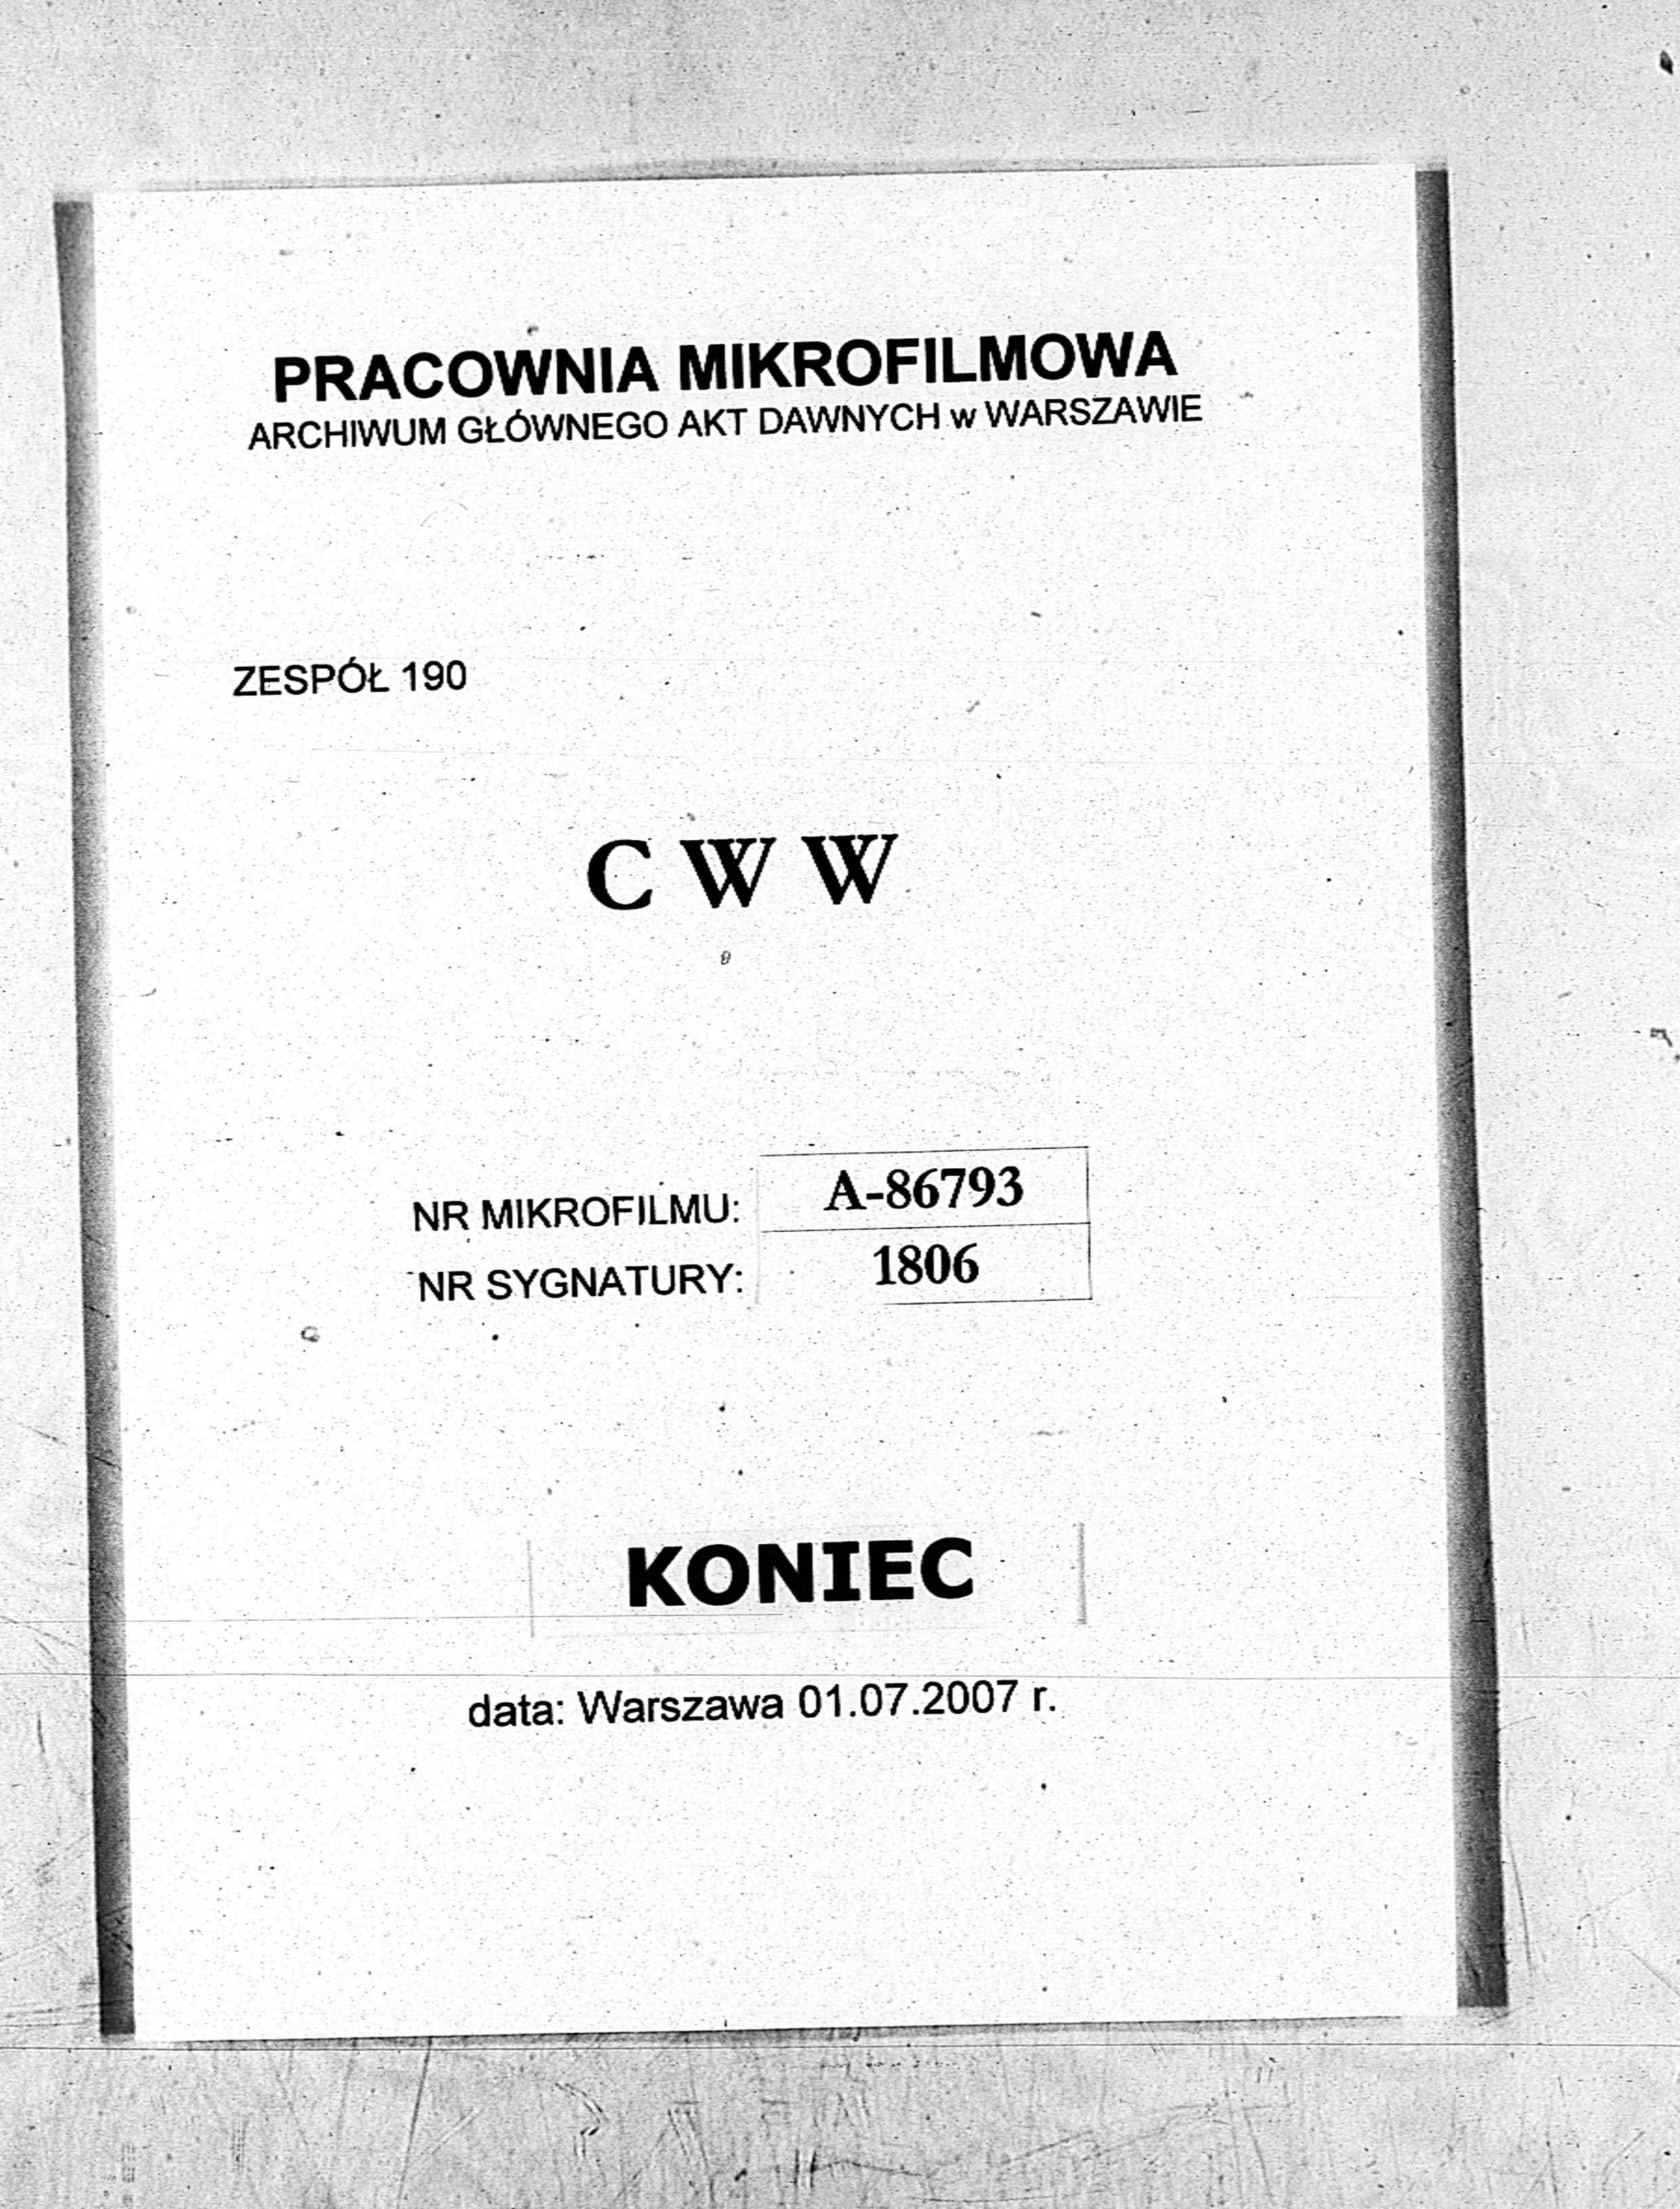 PRACOWNIA MIKROFILMOWA
ARCHIWUM GŁÓWNEGO AKT DAWNYCH w WARSZAWIE
ZESPÓŁ 190
C W W
NR MIKROFILMU: A-86793
NR SYGNATURY: 1806
KONIEC
data: Warszawa 01.07.2007 r.